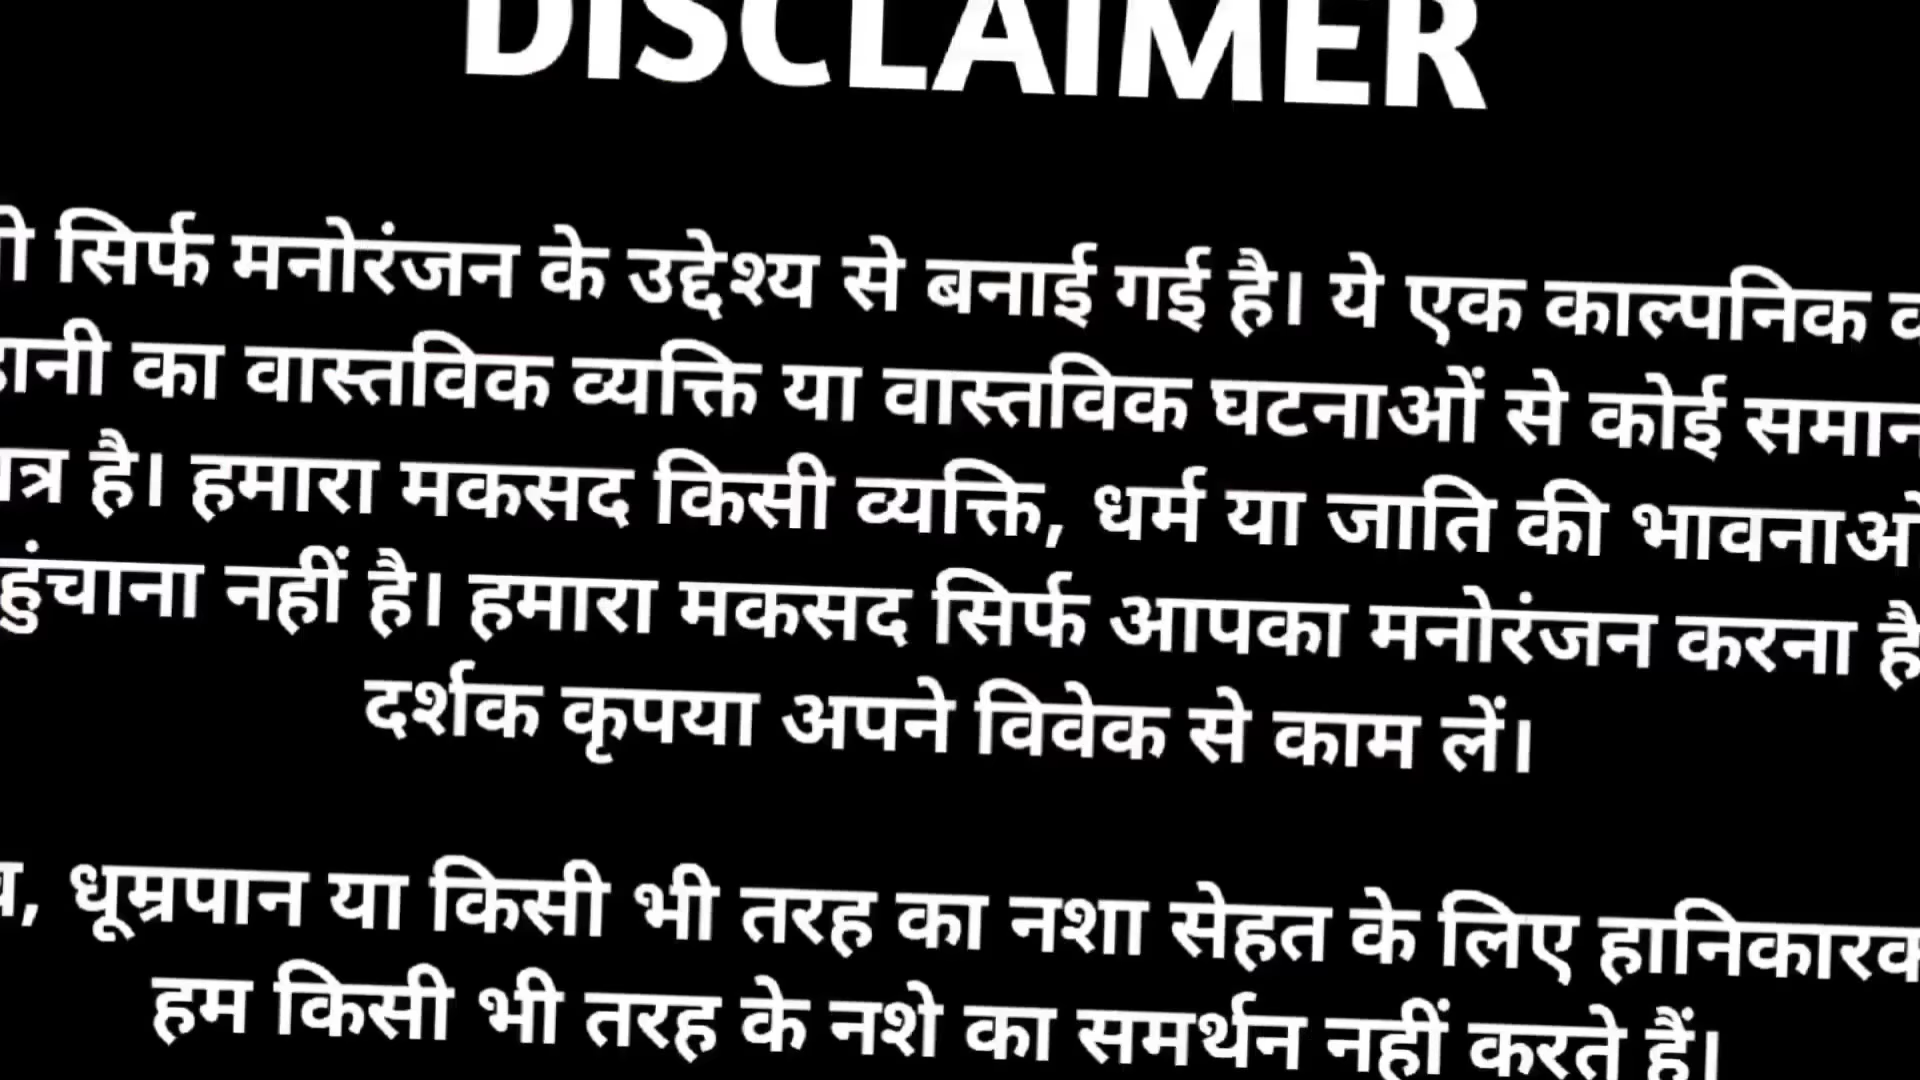 DISCLAIMER
सिर्फ मनोरंजन के उद्देश्य से बनाई गई है। ये एक काल्पनिक
का वास्तविक व्यक्ति या वास्तविक घटनाओं से कोई
है। हमारा मकसद किसी व्यक्ति, धर्म या जाति की
नहीं है। हमारा मकसद सिर्फ आपका मनोरंजन करना है
दर्शक कृपया अपने विवेक से काम लें।
धूम्रपान या किसी भी तरह का नशा सेहत के लिए हानिकारक
हम किसी भी तरह के नशे का समर्थन नहीं करते हैं।